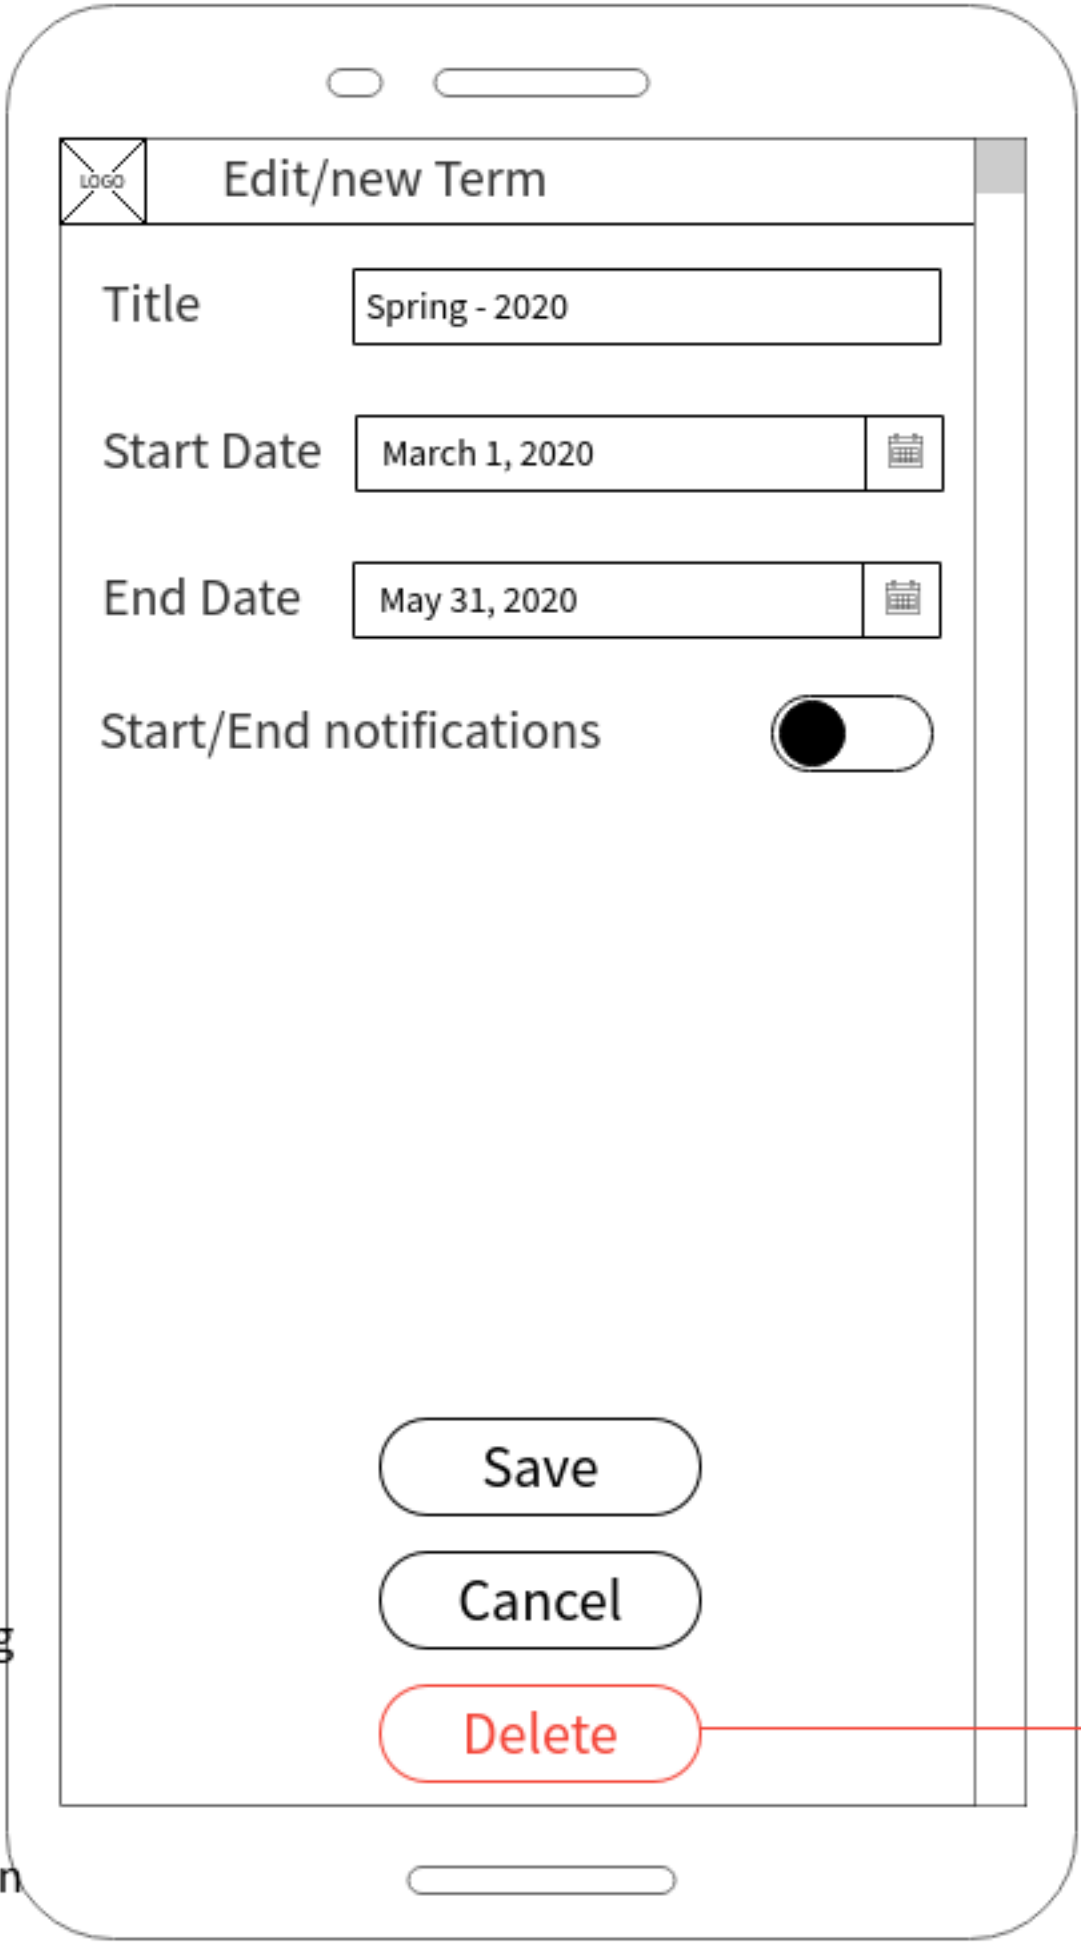 LOGO
Edit/new Term
Title
Spring - 2020
Start Date
March 1, 2020
End Date
May 31, 2020
Start/End notifications
Save
Cancel
g
Delete
n